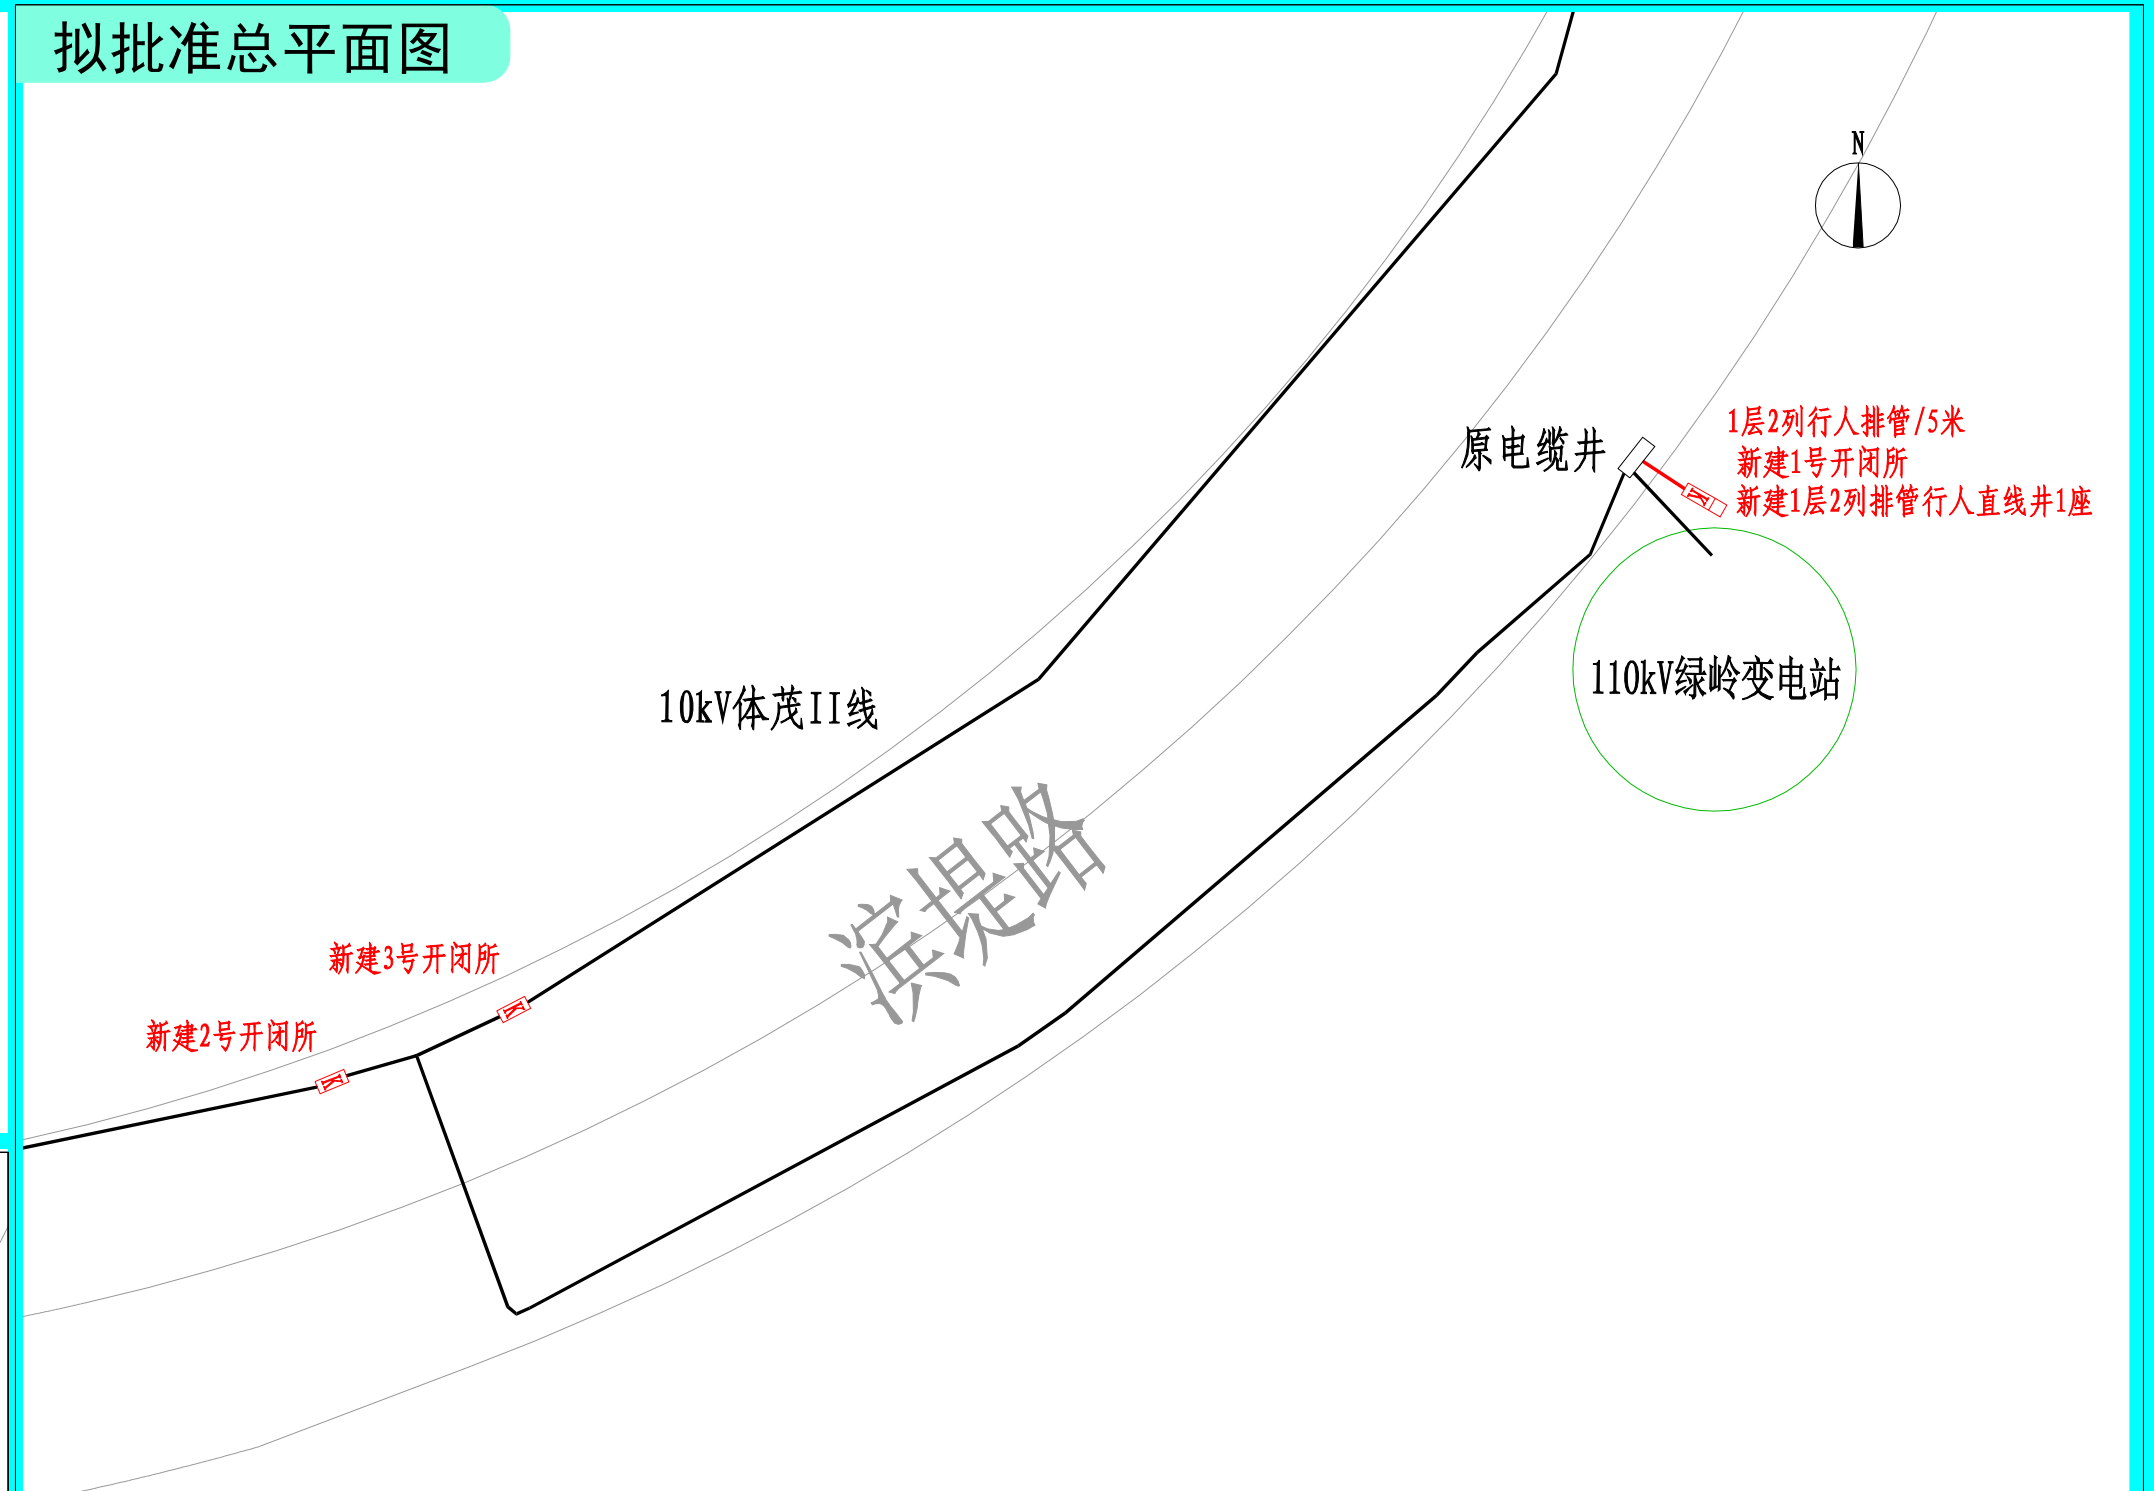 拟批准总平面图
N
1层2列行人排管/5米
新建1号开闭所
新建1层2列排管行人直线井1座
原电缆井
K
110kV绿岭变电站
10kV体茂II线
滨堤路
新建3号开闭所
K
新建2号开闭所
K